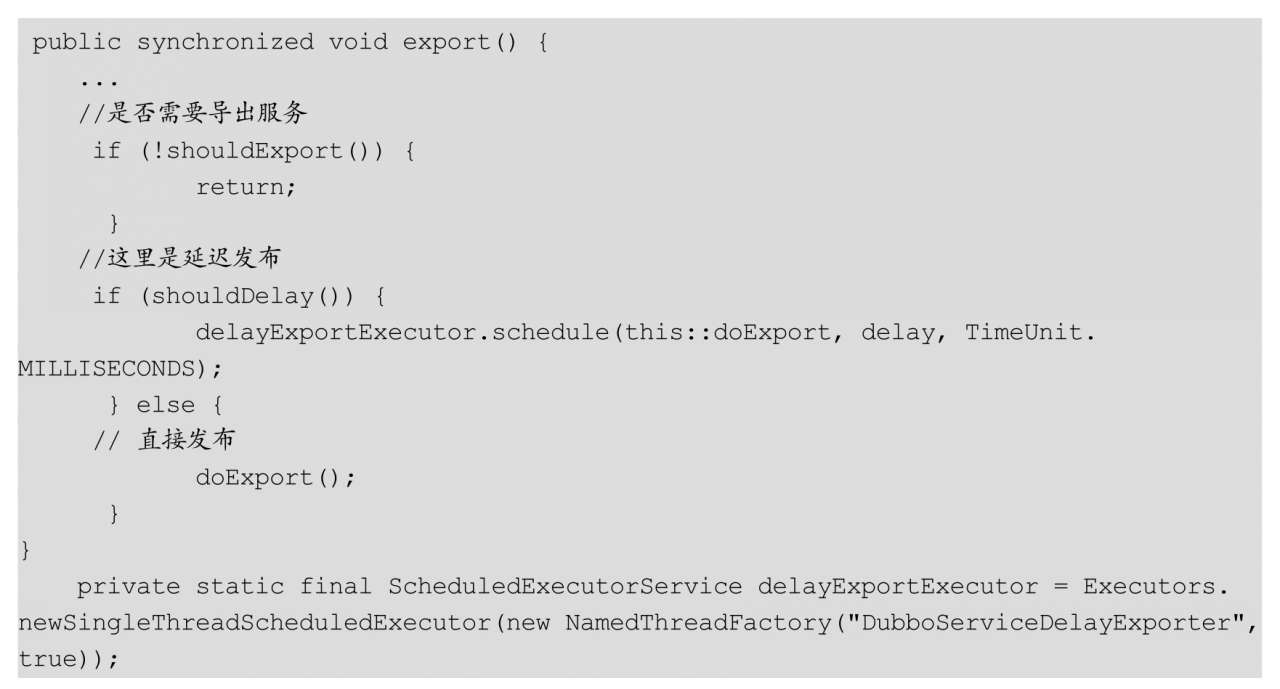 public synchronized void export() {
...
//是否需要导出服务
if (!shouldExport()) {
return;
}
//这里是延迟发布
if (shouldDelay()) {
delayExportExecutor.schedule(this::doExport, delay, TimeUnit.
MILLISECONDS);
} else {
// 直接发布
doExport();
}
}
private static final ScheduledExecutorService delayExportExecutor = Executors.
newSingleThreadScheduledExecutor(new NamedThreadFactory("DubboServiceDelayExporter",
true));